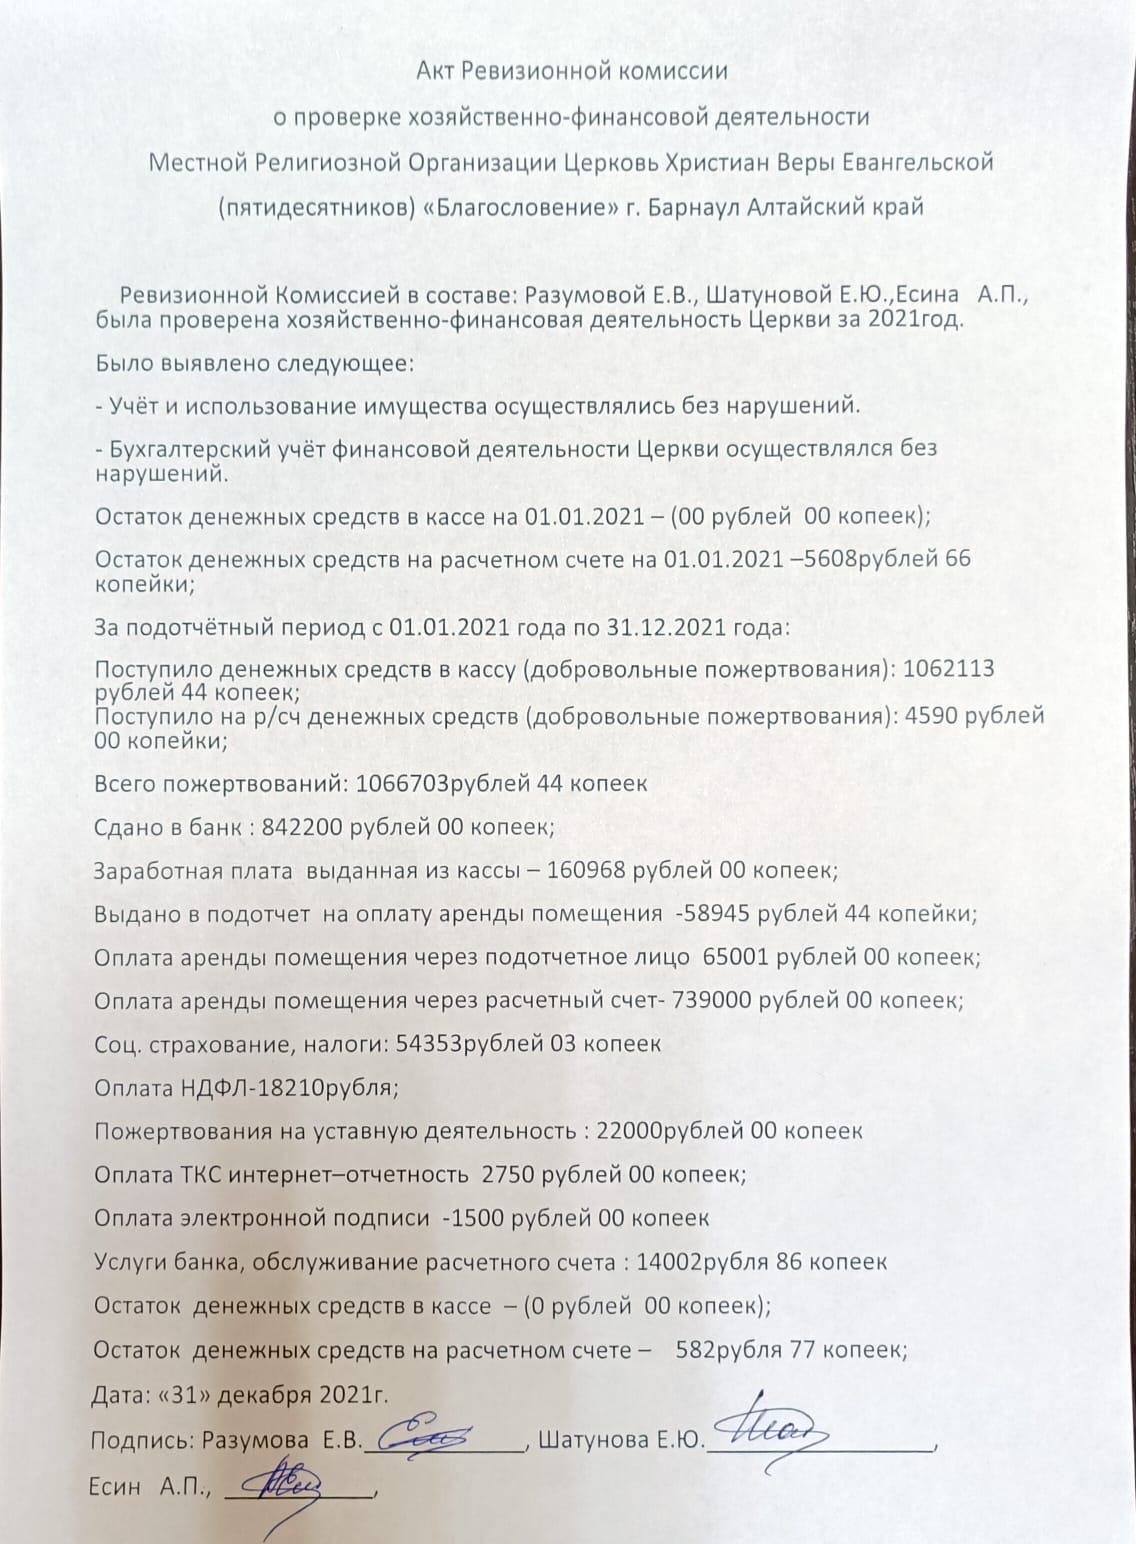 Акт Ревизионной комиссии
о проверке хозяйственно-финансовой деятельности
Местной Религиозной Организации Церковь Христиан Веры Евангельской
(пятидесятников) «Благословение» г. Барнаул Алтайский край
Ревизионной Комиссией в составе: Разумовой Е.В., Шатуновой Е.Ю.,Есина   А.П.,
была проверена хозяйственно-финансовая деятельность Церкви за 2021год.
Было выявлено следующее:
- Учёт и использование имущества осуществлялись без нарушений.
- Бухгалтерский учёт финансовой деятельности Церкви осуществлялся без
нарушений.
Остаток денежных средств в кассе на 01.01.2021 – (00 рублей  00 копеек);
Остаток денежных средств на расчетном счете на 01.01.2021 –5608рублей 66
копейки;
За подотчётный период с 01.01.2021 года по 31.12.2021 года:
Поступило денежных средств в кассу (добровольные пожертвования): 1062113
рублей 44 копеек;
Поступило на р/сч денежных средств (добровольные пожертвования): 4590 рублей
00 копейки;
Всего пожертвований: 1066703рублей 44 копеек
Сдано в банк : 842200 рублей 00 копеек;
Заработная плата  выданная из кассы – 160968 рублей 00 копеек;
Выдано в подотчет  на оплату аренды помещения  -58945 рублей 44 копейки;
Оплата аренды помещения через подотчетное лицо  65001 рублей 00 копеек;
Оплата аренды помещения через расчетный счет- 739000 рублей 00 копеек;
Соц. страхование, налоги: 54353рублей 03 копеек
Оплата НДФЛ-18210рубля;
Пожертвования на уставную деятельность : 22000рублей 00 копеек
Оплата ТКС интернет–отчетность  2750 рублей 00 копеек;
Оплата электронной подписи  -1500 рублей 00 копеек
Услуги банка, обслуживание расчетного счета : 14002рубля 86 копеек
Остаток  денежных средств в кассе  – (0 рублей  00 копеек);
Остаток  денежных средств на расчетном счете –    582рубля 77 копеек;
Дата: «31» декабря 2021г.
Подпись: Разумова  Е.В.____________, Шатунова Е.Ю._________________,
Есин   А.П.,  ___________,